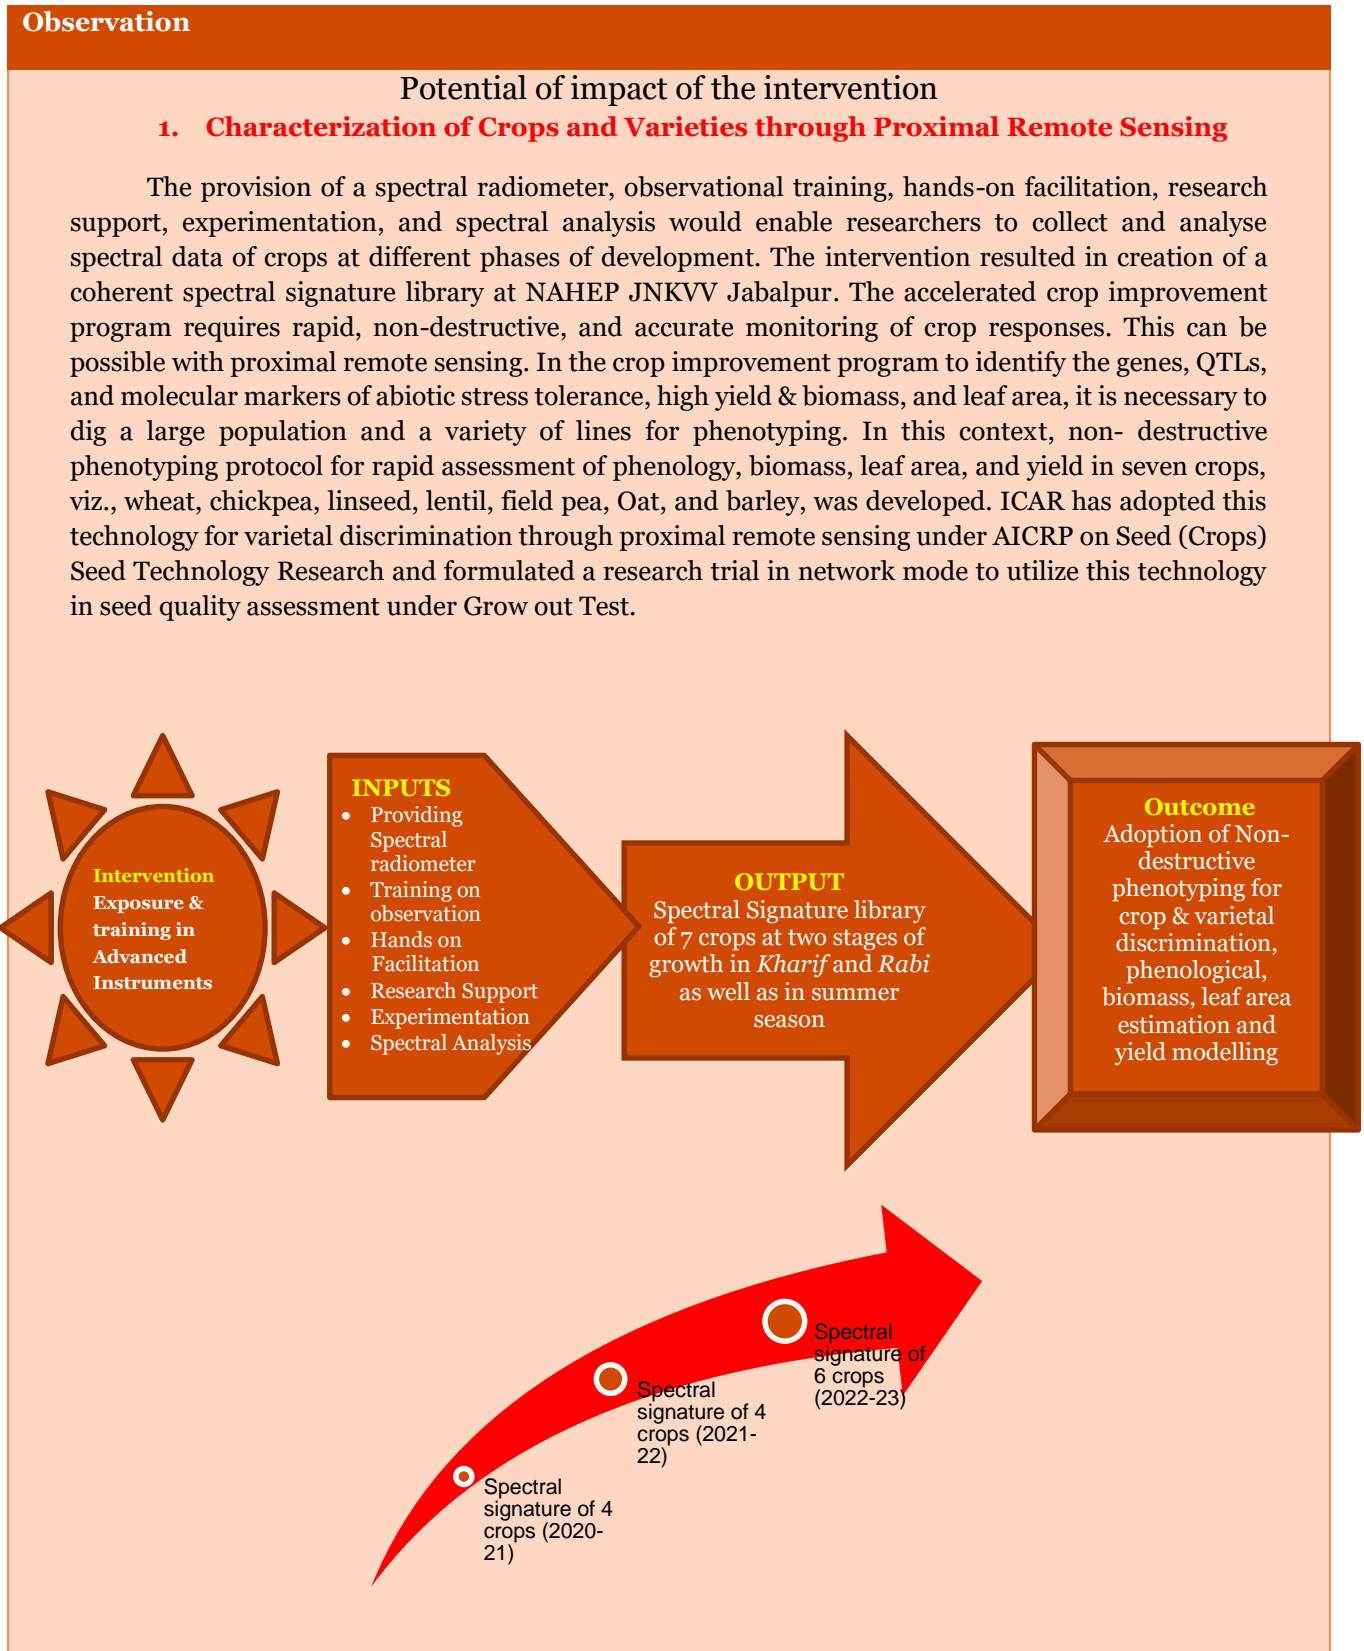 Observation
Potential of impact of the intervention
1. Characterization of Crops and Varieties through Proximal Remote Sensing
The provision of a spectral radiometer, observational training, hands-on facilitation, research
support, experimentation, and spectral analysis would enable researchers to collect and analyse
spectral data of crops at different phases of development. The intervention resulted in creation of a
coherent spectral signature library at NAHEP JNKVV Jabalpur. The accelerated crop improvement
program requires rapid, non-destructive, and accurate monitoring of crop responses. This can be
possible with proximal remote sensing. In the crop improvement program to identify the genes, QTLs,
and molecular markers of abiotic stress tolerance, high yield & biomass, and leaf area, it is necessary to
dig a large population and a variety of lines for phenotyping. In this context, non- destructive
phenotyping protocol for rapid assessment of phenology, biomass, leaf area, and yield in seven crops,
viz., wheat, chickpea, linseed, lentil, field pea, Oat, and barley, was developed. ICAR has adopted this
technology for varietal discrimination through proximal remote sensing under AICRP on Seed (Crops)
Seed Technology Research and formulated a research trial in network mode to utilize this technology
in seed quality assessment under Grow out Test.
Intervention
Exposure &
training in
Advanced
Instruments
INPUTS
• Providing
Spectral
radiometer
• Training on
observation
• Hands on
Facilitation
• Research Support
• Experimentation
• Spectral Analysis
OUTPUT
Spectral Signature library
of 7 crops at two stages of
growth in Kharif and Rabi
as well as in summer
season
Outcome
Adoption of Non-
destructive
phenotyping for
crop & varietal
discrimination,
phenological,
biomass, leaf area
estimation and
yield modelling
Spectral
signature of 4
crops (2020-
21)
Spectral
signature of 4
crops (2021-
22)
Spectral
signature of
6 crops
(2022-23)